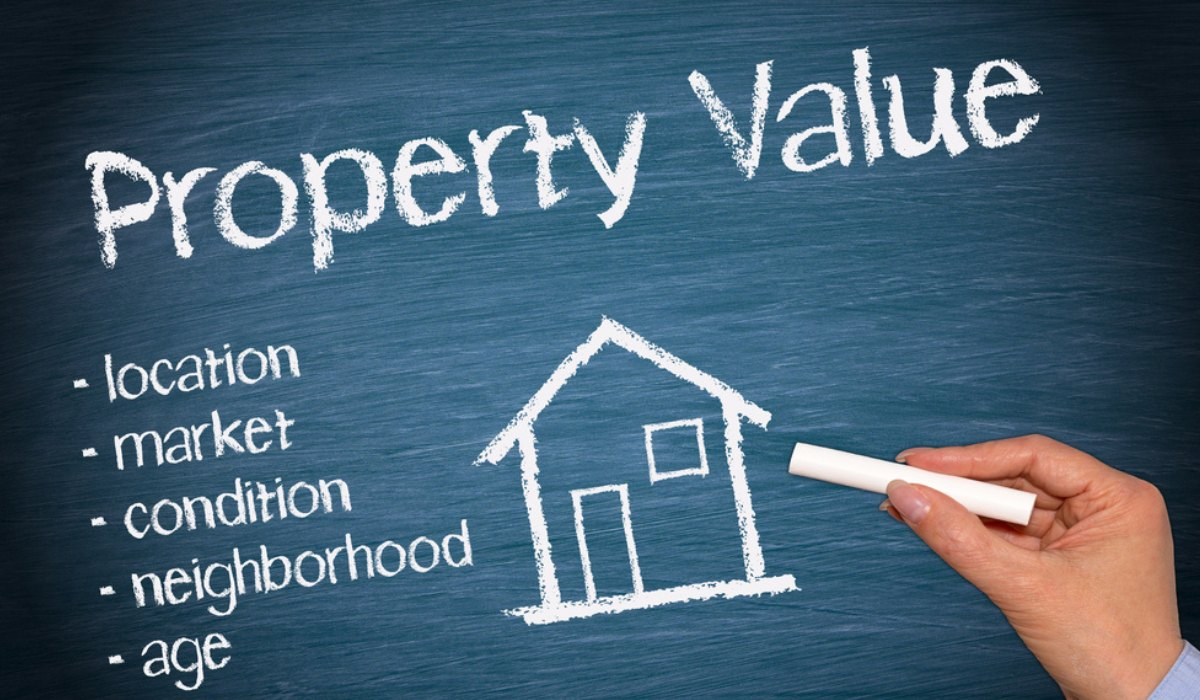 Property Value
- location
- market
- condition
- neighborhood
- age